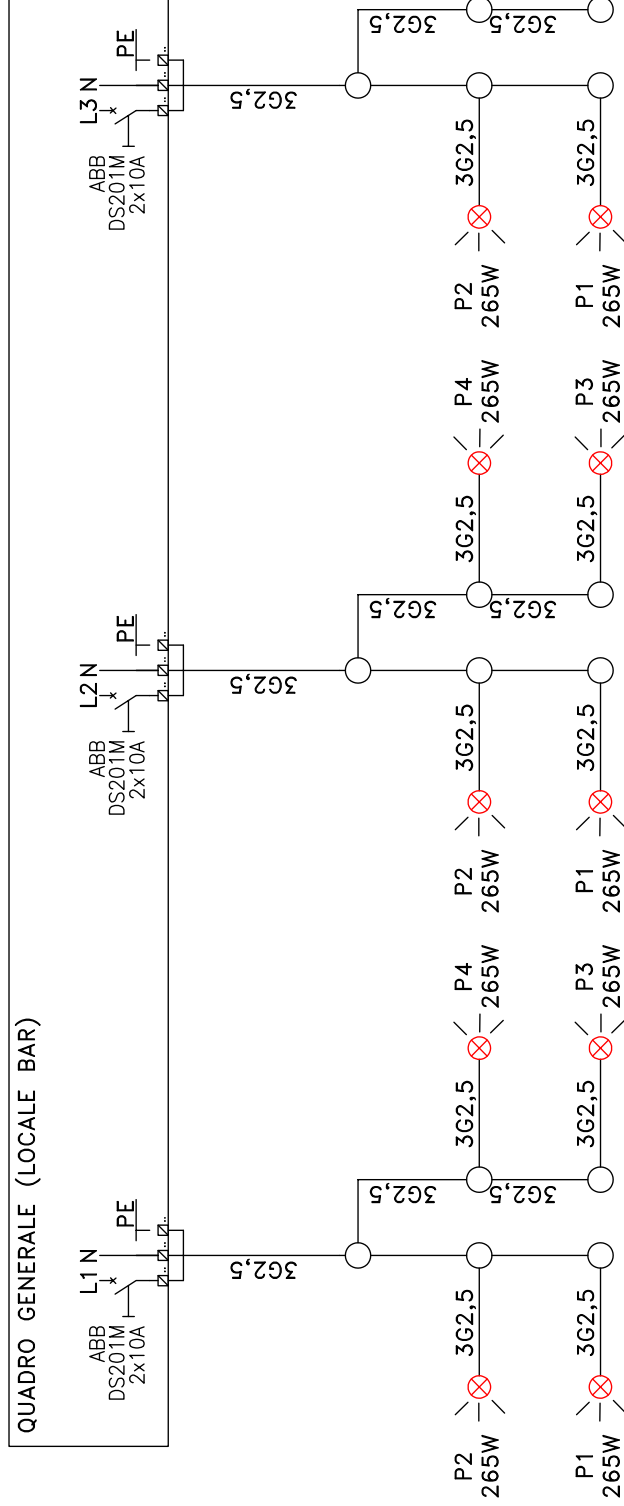 QUADRO GENERALE (LOCALE BAR)
L1 N
PE
ABB
DS201M
2x10A
L2 N
PE
ABB
DS201M
2x10A
L3 N
PE
ABB
DS201M
2x10A
3G2,5
3G2,5
3G2,5
3G2,5
3G2,5
3G2,5
3G2,5
3G2,5
P2
265W
3G2,5
3G2,5
P4
265W
P2
265W
3G2,5
3G2,5
P4
265W
P2
265W
3G2,5
P1
265W
3G2,5
3G2,5
P3
265W
P1
265W
3G2,5
3G2,5
P3
265W
P1
265W
3G2,5